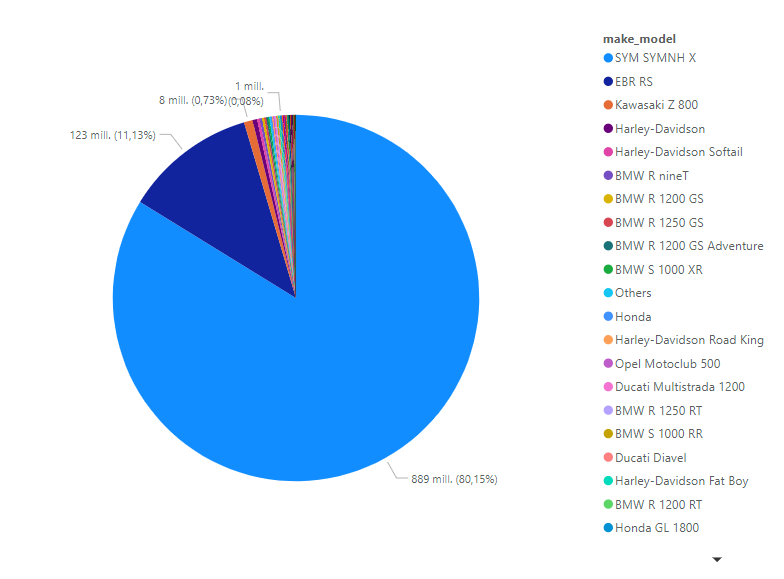 make_model
SYM SYMNH X
EBR RS
Kawasaki Z 800
Harley-Davidson
Harley-Davidson Softail
BMW R nineT
BMW R 1200 GS
BMW R 1250 GS
BMW R 1200 GS Adventure
BMW S 1000 XR
Others
Honda
Harley-Davidson Road King
Opel Motoclub 500
Ducati Multistrada 1200
BMW R 1250 RT
BMW S 1000 RR
Ducati Diavel
Harley-Davidson Fat Boy
BMW R 1200 RT
Honda GL 1800
1 mill.
(0,08%)
8 mill. (0,73%)
123 mill. (11,13%)
889 mill. (80,15%)